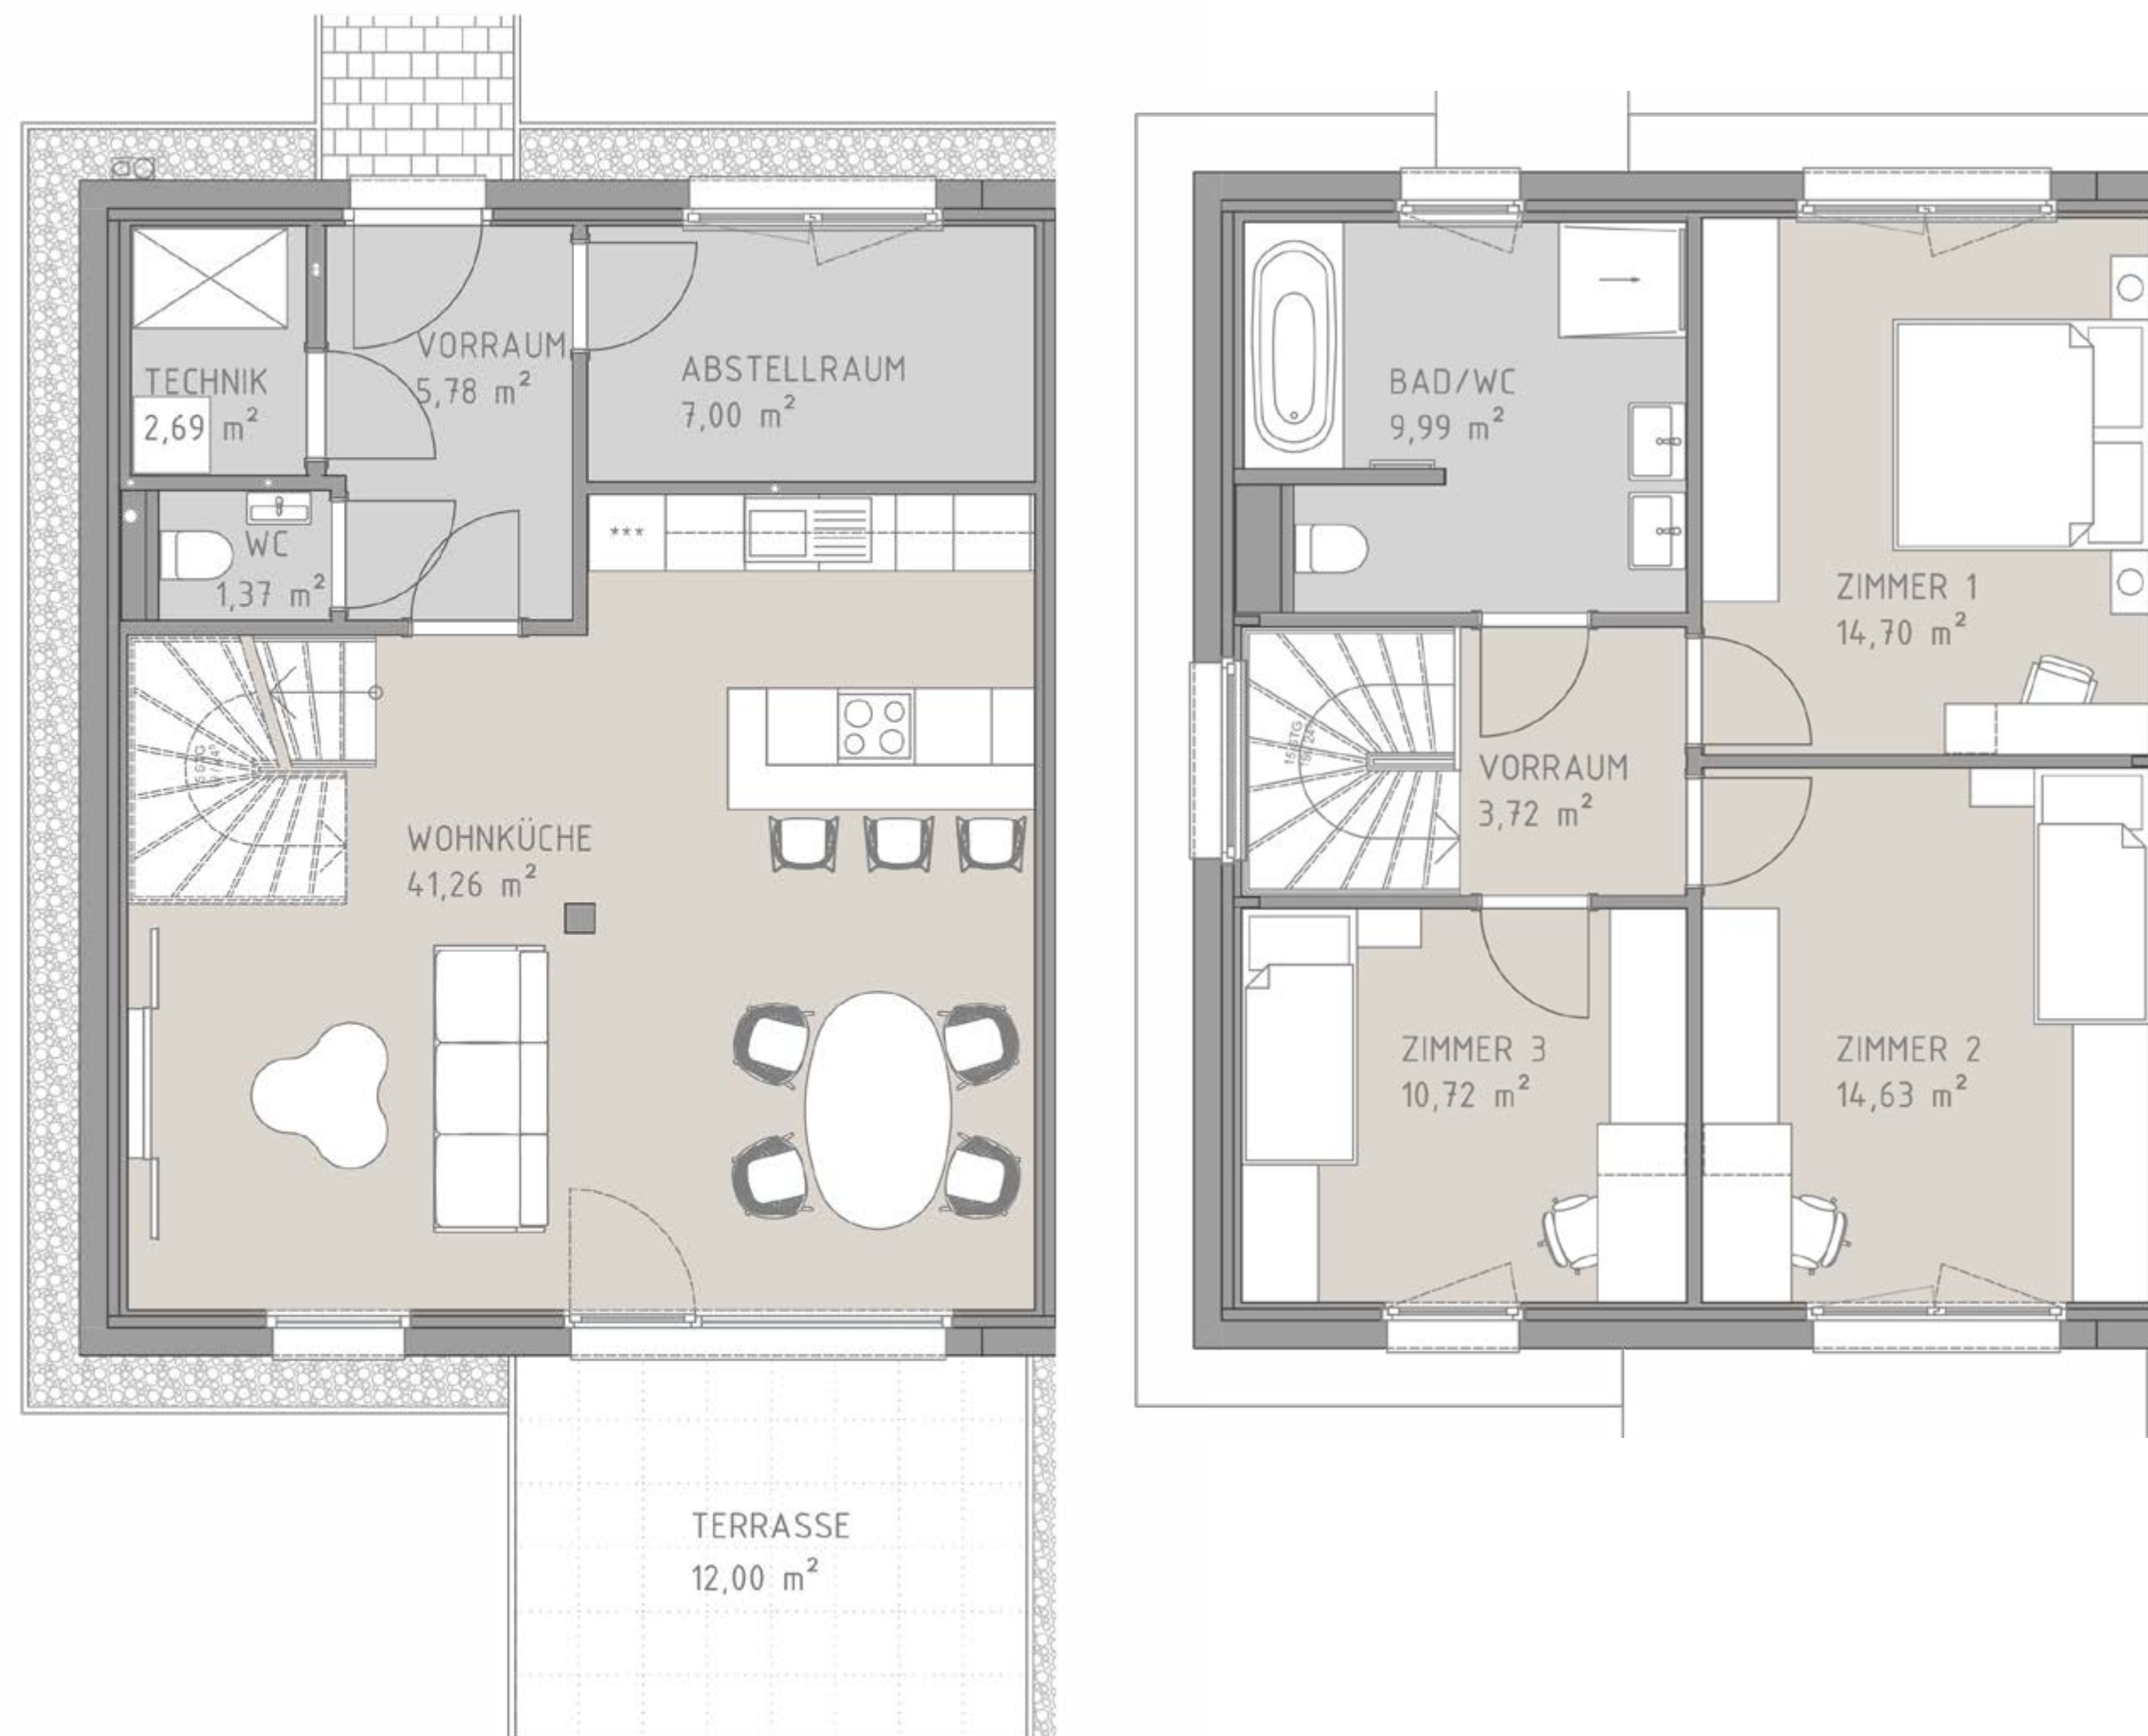 VORRAUM
5,78 m²
ABSTELLRAUM
7,00 m²
TECHNIK
2,69 m²
***
WC
1,37 m²
WOHNKÜCHE
41,26 m²
TERRASSE
12,00 m²
BAD/WC
9,99 m²
ZIMMER 1
14,70 m²
VORRAUM
3,72 m²
ZIMMER 3
10,72 m²
ZIMMER 2
14,63 m²